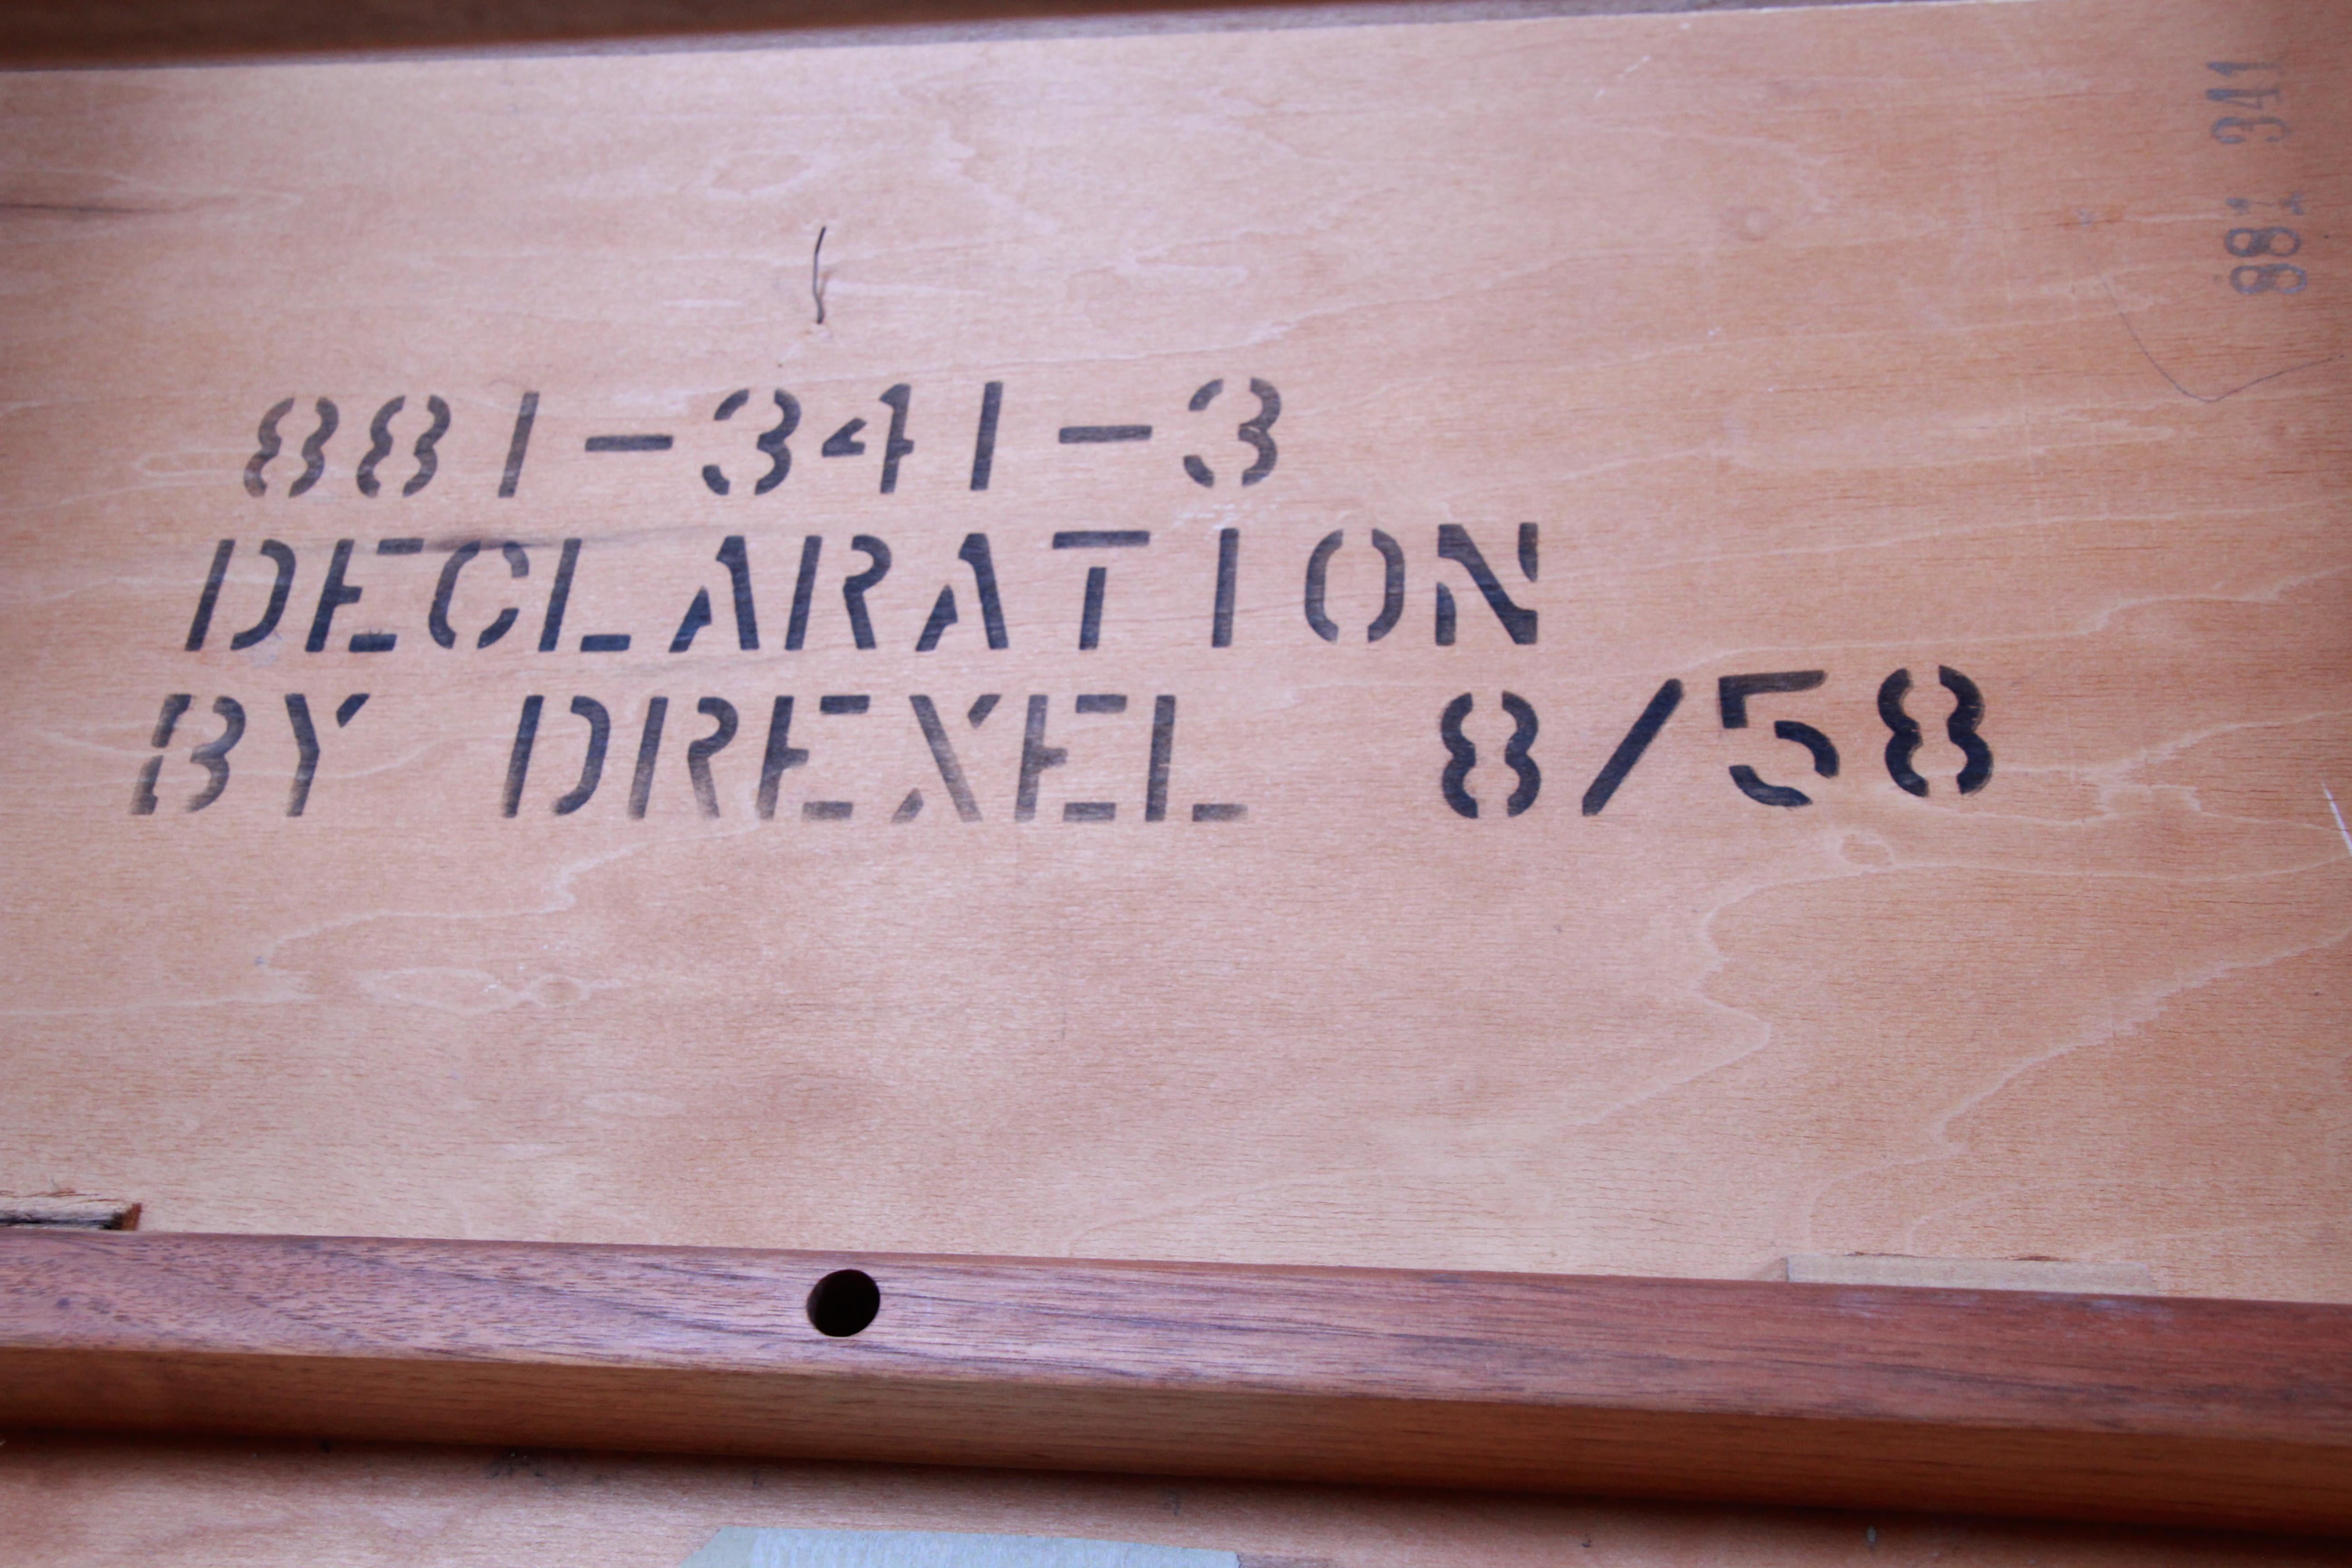 881-341-3
DECLARATION
BY DREXEL 8/58
881 341